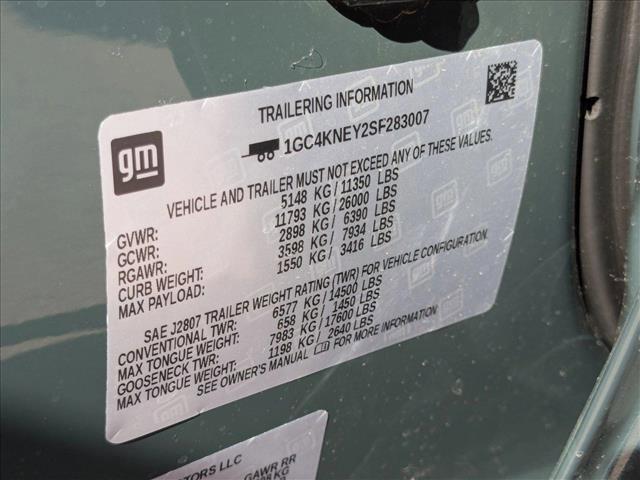 TRAILERING INFORMATION
gm
1GC4KNEY2SF283007
VEHICLE AND TRAILER MUST NOT EXCEED ANY OF THESE VALUES.
GVWR: 5148 KG / 11350 LBS
GCWR: 11793 KG / 26000 LBS
RGAWR: 2898 KG / 6390 LBS
CURB WEIGHT: 3598 KG / 7934 LBS
MAX PAYLOAD: 1550 KG / 3416 LBS
SAE J2807 TRAILER WEIGHT RATING (TWR) FOR VEHICLE CONFIGURATION.
CONVENTIONAL TWR: 6577 KG / 14500 LBS
MAX TONGUE WEIGHT: 658 KG / 1450 LBS
GOOSENECK TWR: 7983 KG / 17600 LBS
MAX TONGUE WEIGHT: 1198 KG / 2640 LBS
SEE OWNER'S MANUAL FOR MORE INFORMATION
LLC
GAWR RR